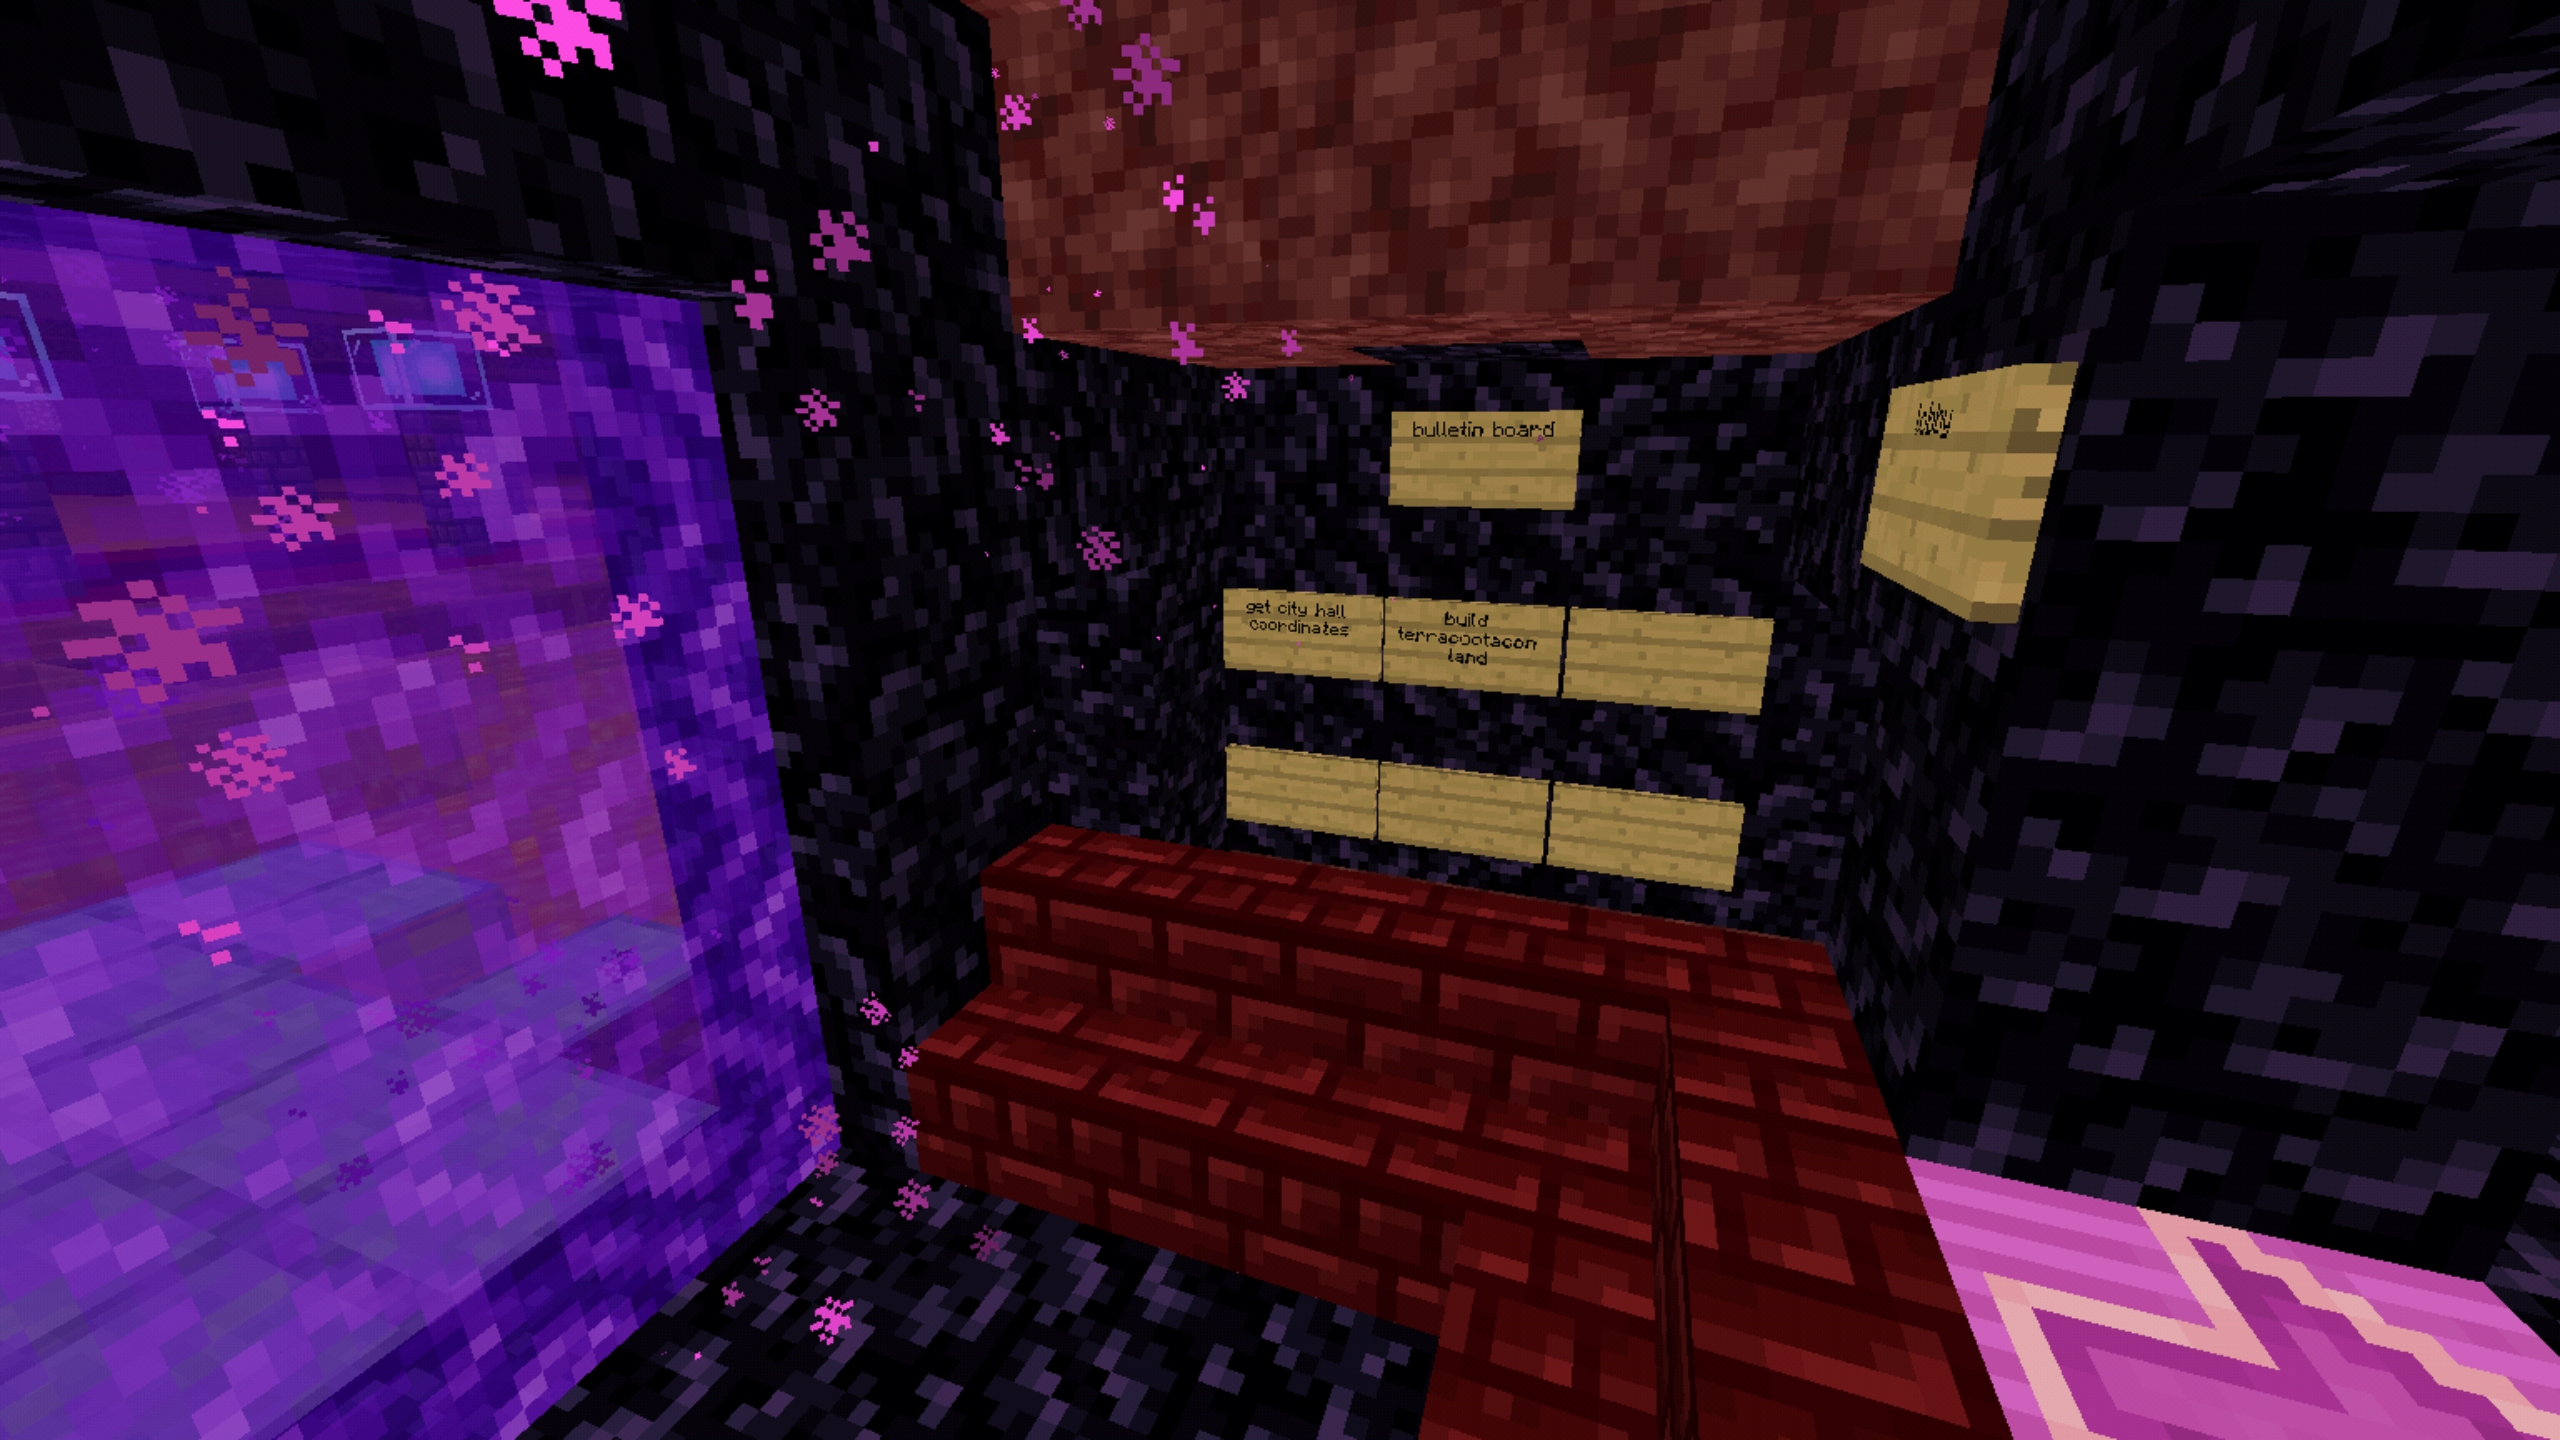 bulletin board
get city hall
coordinates
build
terracootacon
land